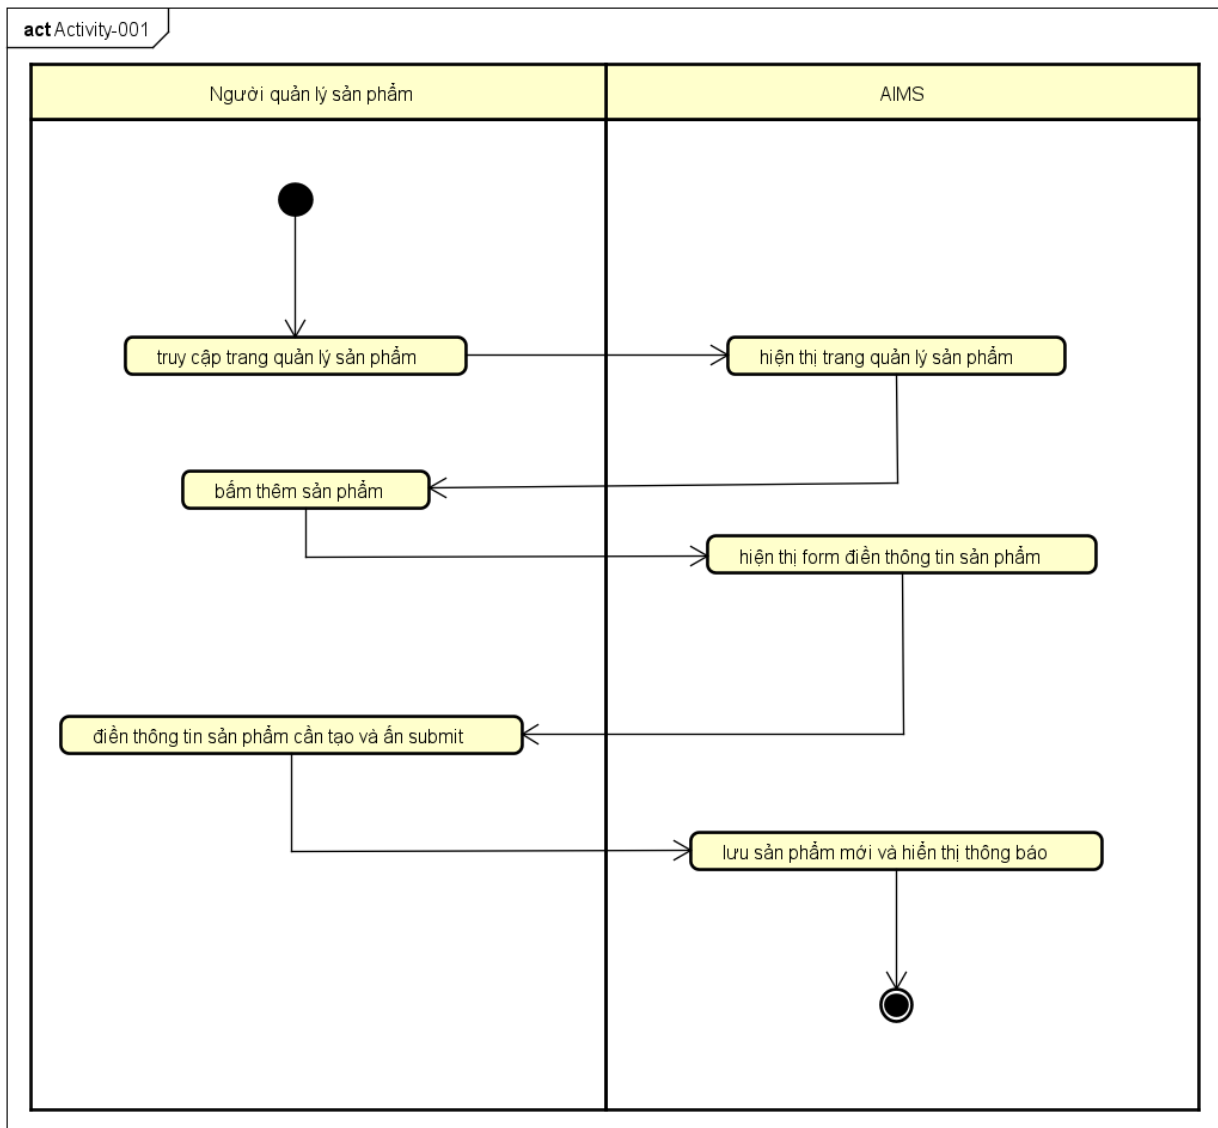 act Activity-001
Người quản lý sản phẩm
AIMS
truy cập trang quản lý sản phẩm
hiện thị trang quản lý sản phẩm
bấm thêm sản phẩm
hiện thị form điền thông tin sản phẩm
điền thông tin sản phẩm cần tạo và ấn submit
lưu sản phẩm mới và hiển thị thông báo